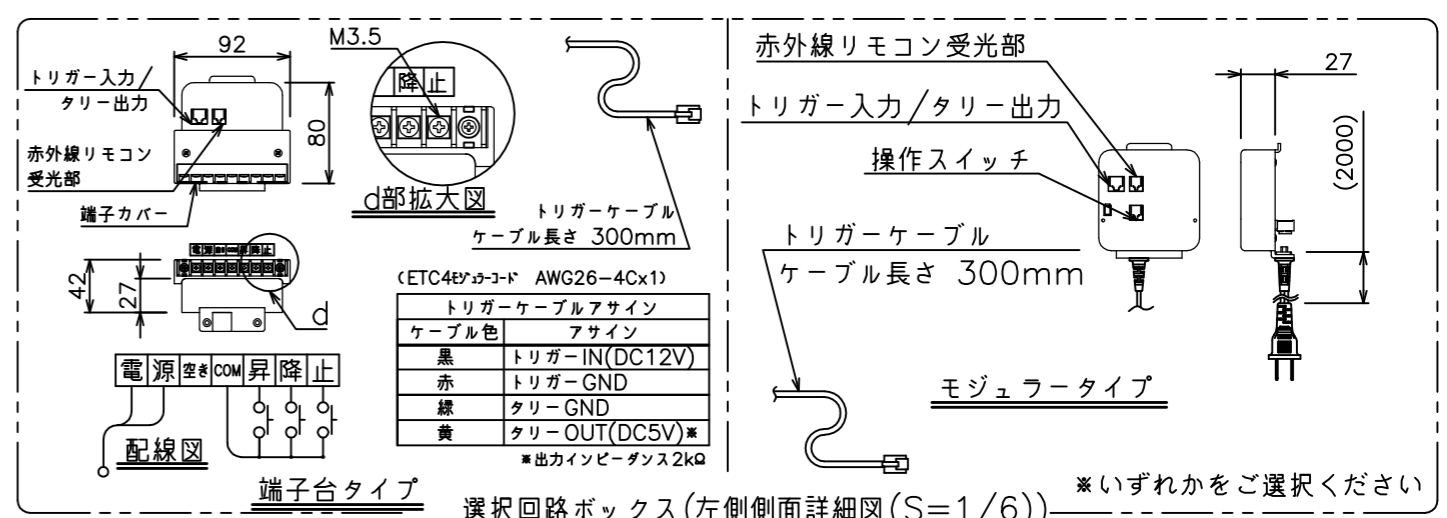 92
M3.5
トリガー入力/
タリー出力
80
赤外線リモコン
受光部
端子カバー
降 止
d部拡大図
トリガーケーブル
ケーブル長さ 300mm
電 源 空き COM 昇 降 止
42
27
d
(ETC4モジュラーコード AWG26-4Cx1)
トリガーケーブルアサイン
ケーブル色 アサイン
黒 トリガーIN(DC12V)
赤 トリガーGND
緑 タリーGND
黄 タリーOUT(DC5V)※
※出力インピーダンス2kΩ
電 源 空き COM 昇 降 止
配線図
端子台タイプ
赤外線リモコン受光部
トリガー入力/タリー出力
操作スイッチ
27
(2000)
トリガーケーブル
ケーブル長さ 300mm
モジュラータイプ
※いずれかをご選択ください
選択回路ボックス(左側側面詳細図(S=1/6))